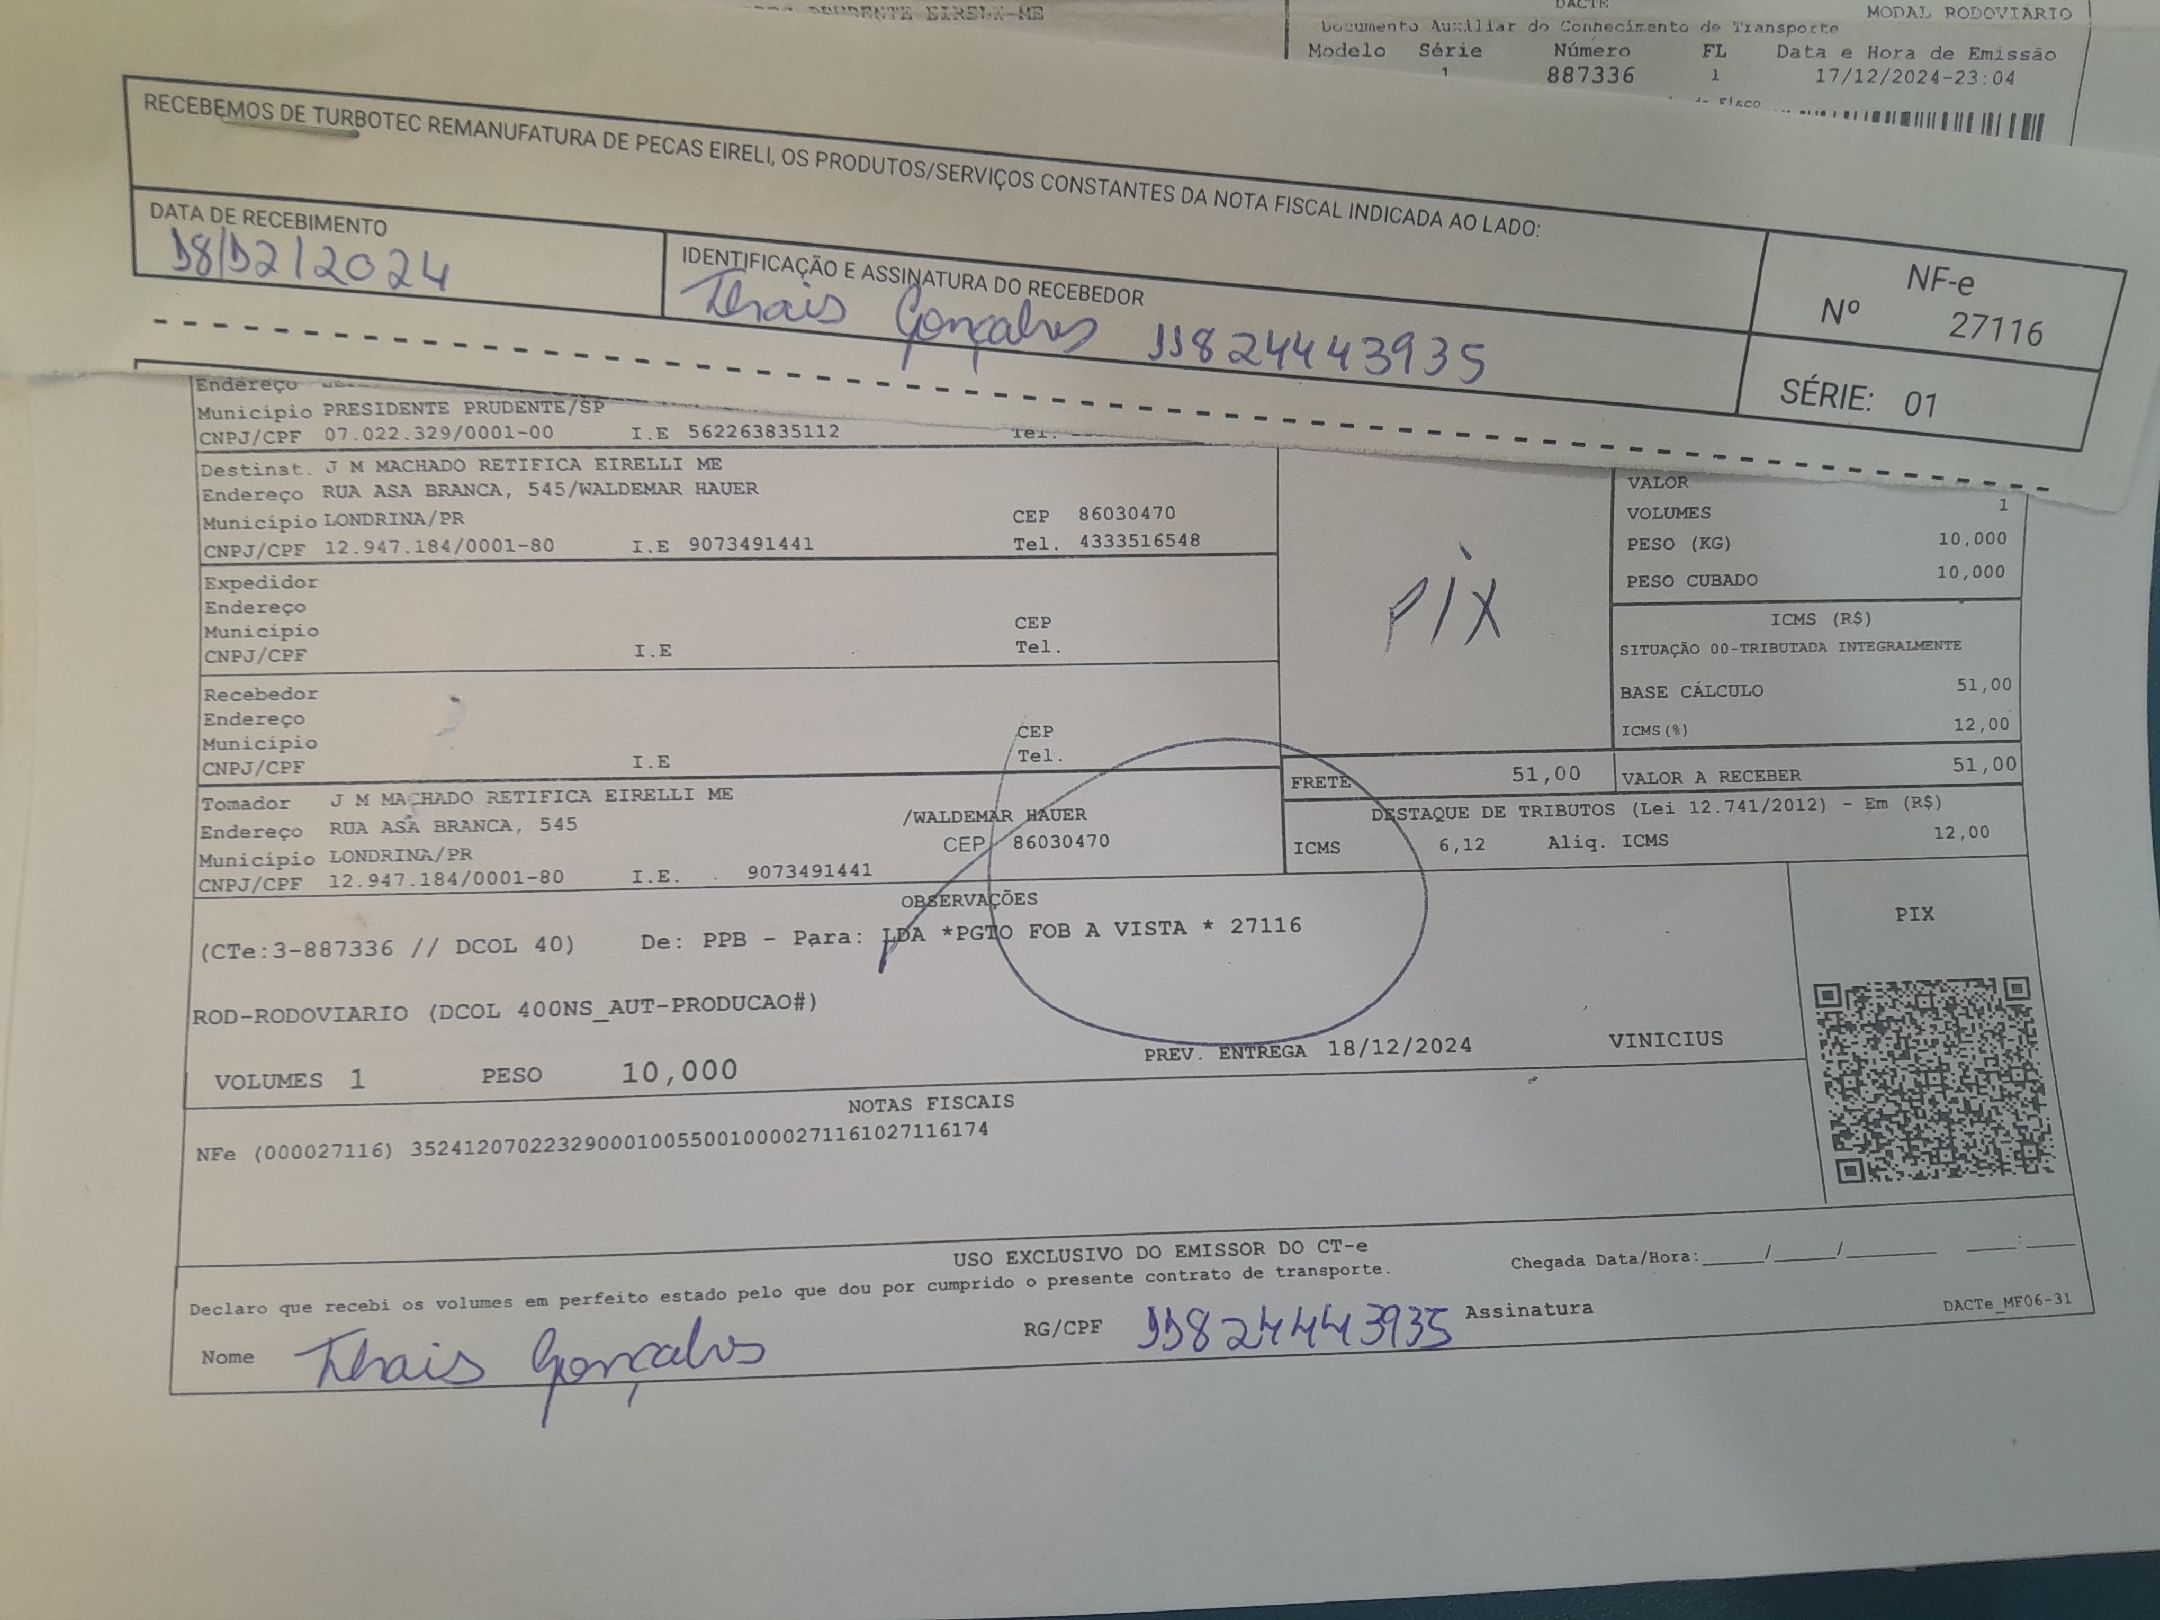 PRUDENTE EIRELI-ME
DACTE
MODAL RODOVIÁRIO
Documento Auxiliar do Conhecimento de Transporte
Modelo Série Número FL Data e Hora de Emissão
1 887336 1 17/12/2024-23:04
Fisco
RECEBEMOS DE TURBOTEC REMANUFATURA DE PECAS EIRELI, OS PRODUTOS/SERVIÇOS CONSTANTES DA NOTA FISCAL INDICADA AO LADO:
DATA DE RECEBIMENTO
18/12/2024
IDENTIFICAÇÃO E ASSINATURA DO RECEBEDOR
Thais Gonçalves 11824443935
NF-e
Nº 27116
SÉRIE: 01
Endereço
Município PRESIDENTE PRUDENTE/SP
CNPJ/CPF 07.022.329/0001-00 I.E 562263835112 Tel.
Destinat. J M MACHADO RETIFICA EIRELLI ME
Endereço RUA ASA BRANCA, 545/WALDEMAR HAUER
Município LONDRINA/PR CEP 86030470
CNPJ/CPF 12.947.184/0001-80 I.E 9073491441 Tel. 4333516548
Expedidor
Endereço
Município CEP
CNPJ/CPF I.E Tel.
Recebedor
Endereço
Município CEP
CNPJ/CPF I.E Tel.
Tomador J M MACHADO RETIFICA EIRELLI ME
Endereço RUA ASA BRANCA, 545 /WALDEMAR HAUER
Município LONDRINA/PR CEP 86030470
CNPJ/CPF 12.947.184/0001-80 I.E. 9073491441
PIX
VALOR
VOLUMES 1
PESO (KG) 10,000
PESO CUBADO 10,000
ICMS (R$)
SITUAÇÃO 00-TRIBUTADA INTEGRALMENTE
BASE CÁLCULO 51,00
ICMS(%) 12,00
FRETE 51,00 VALOR A RECEBER 51,00
DESTAQUE DE TRIBUTOS (Lei 12.741/2012) - Em (R$)
ICMS 6,12 Aliq. ICMS 12,00
OBSERVAÇÕES
(CTe:3-887336 // DCOL 40) De: PPB - Para: LDA *PGTO FOB A VISTA * 27116
ROD-RODOVIARIO (DCOL 400NS_AUT-PRODUCAO#)
VOLUMES 1 PESO 10,000 PREV. ENTREGA 18/12/2024 VINICIUS
PIX
NOTAS FISCAIS
NFe (000027116) 35241207022329000100550010000271161027116174
USO EXCLUSIVO DO EMISSOR DO CT-e
Declaro que recebi os volumes em perfeito estado pelo que dou por cumprido o presente contrato de transporte.
Chegada Data/Hora:_____/_____/________ ____:____
Nome Thais Gonçalves RG/CPF 11824443935 Assinatura
DACTe_MF06-31